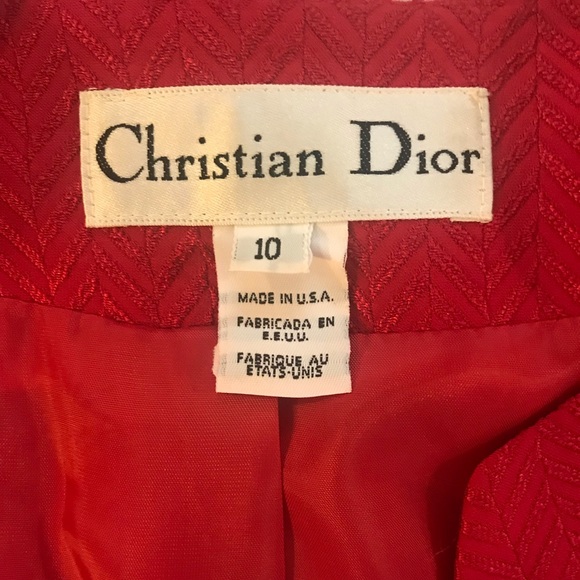 Christian Dior
10
MADE IN U.S.A.
FABRICADA EN
E.E.U.U.
FABRIQUE AU
ETATS-UNIS